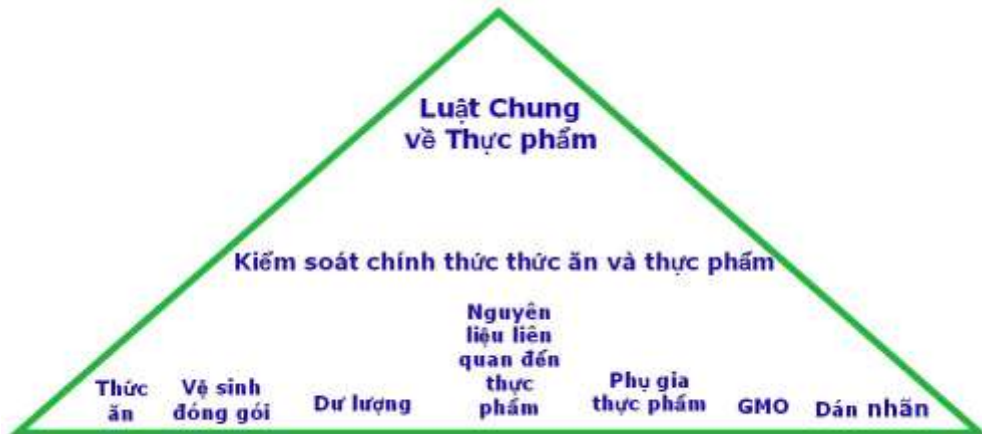 Luật Chung
về Thực phẩm
Kiểm soát chính thức thức ăn và thực phẩm
Thức
ăn
Vệ sinh
đóng gói
Dư lượng
Nguyên
liệu liên
quan đến
thực
phẩm
Phụ gia
thực phẩm
GMO
Dán nhãn